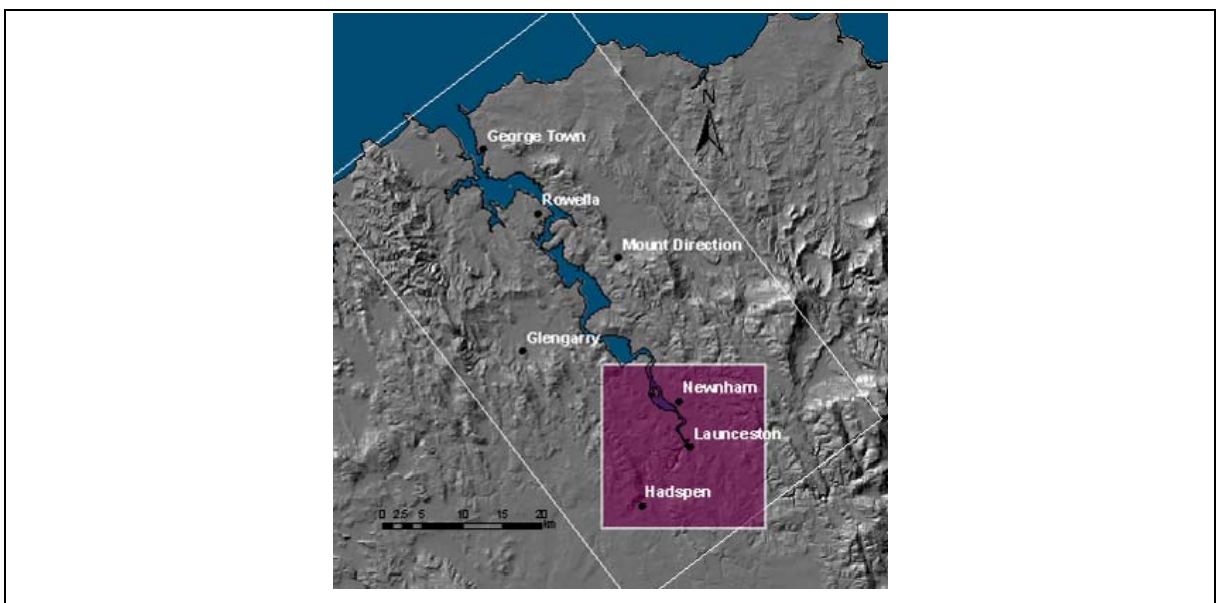 N
George Town
Rowella
Mount Direction
Glengarry
Newnham
Launceston
Hadspen
0 2.5 5 10 15 20
km